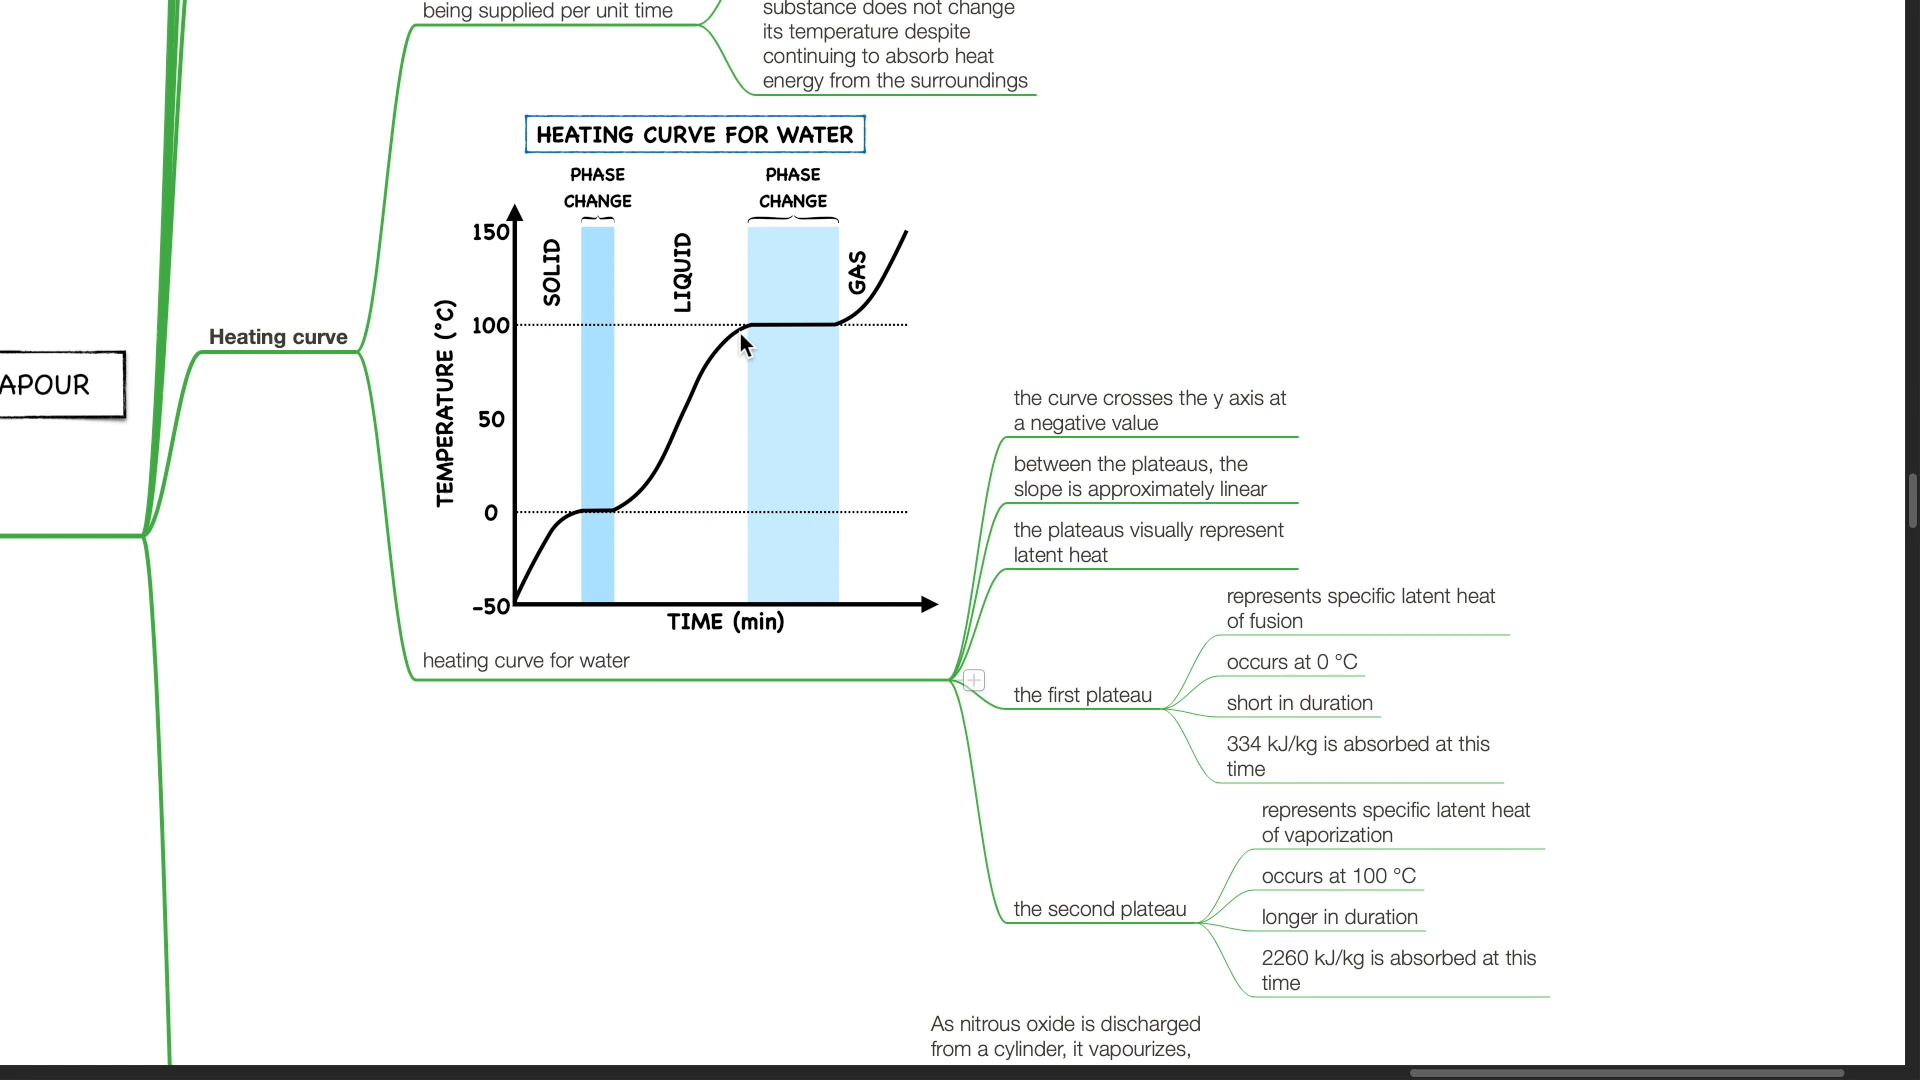 being supplied per unit time
substance does not change
its temperature despite
continuing to absorb heat
energy from the surroundings
HEATING CURVE FOR WATER
PHASE
CHANGE
PHASE
CHANGE
150
100
50
0
-50
TEMPERATURE (°C)
SOLID
LIQUID
GAS
TIME (min)
Heating curve
APOUR
heating curve for water
the curve crosses the y axis at
a negative value
between the plateaus, the
slope is approximately linear
the plateaus visually represent
latent heat
the first plateau
represents specific latent heat
of fusion
occurs at 0 °C
short in duration
334 kJ/kg is absorbed at this
time
the second plateau
represents specific latent heat
of vaporization
occurs at 100 °C
longer in duration
2260 kJ/kg is absorbed at this
time
As nitrous oxide is discharged
from a cylinder, it vapourizes,